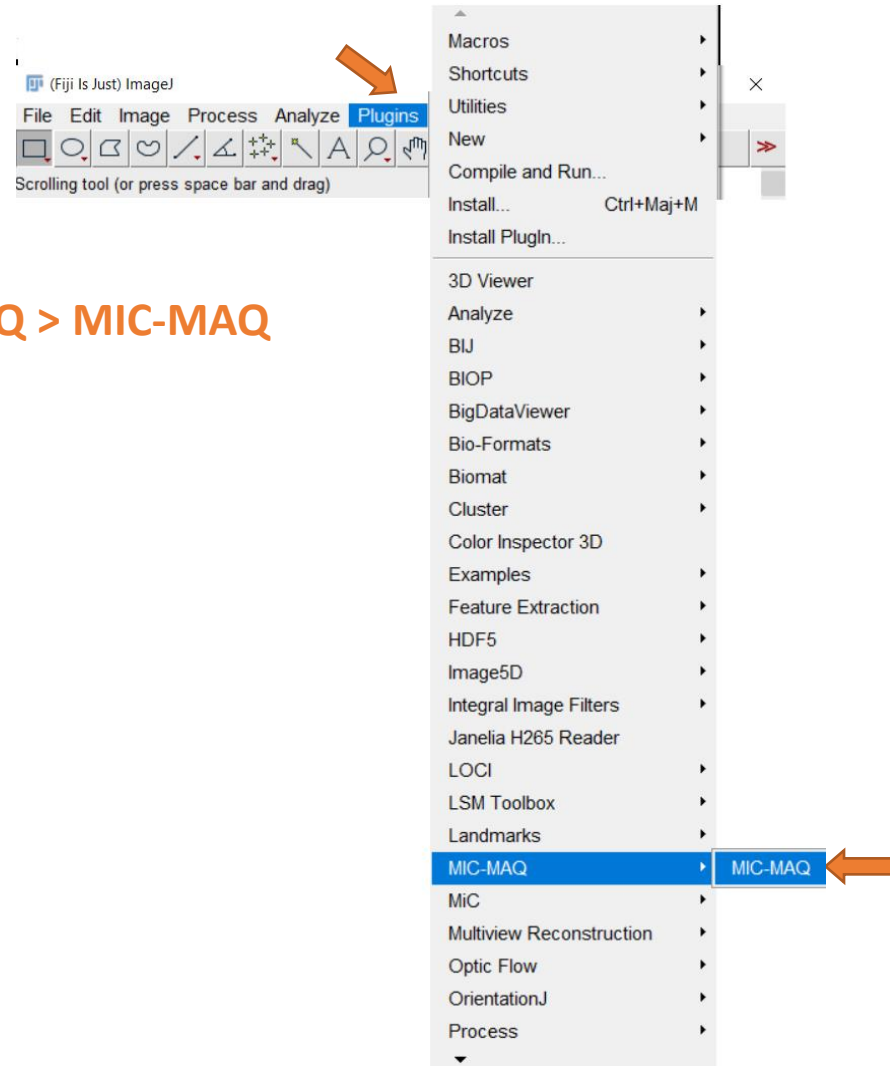 (Fiji Is Just) ImageJ
File Edit Image Process Analyze Plugins
A
Scrolling tool (or press space bar and drag)
Q > MIC-MAQ
Macros
Shortcuts
Utilities
New
Compile and Run...
Install... Ctrl+Maj+M
Install PlugIn...
3D Viewer
Analyze
BIJ
BIOP
BigDataViewer
Bio-Formats
Biomat
Cluster
Color Inspector 3D
Examples
Feature Extraction
HDF5
Image5D
Integral Image Filters
Janelia H265 Reader
LOCI
LSM Toolbox
Landmarks
MIC-MAQ MIC-MAQ
MiC
Multiview Reconstruction
Optic Flow
OrientationJ
Process